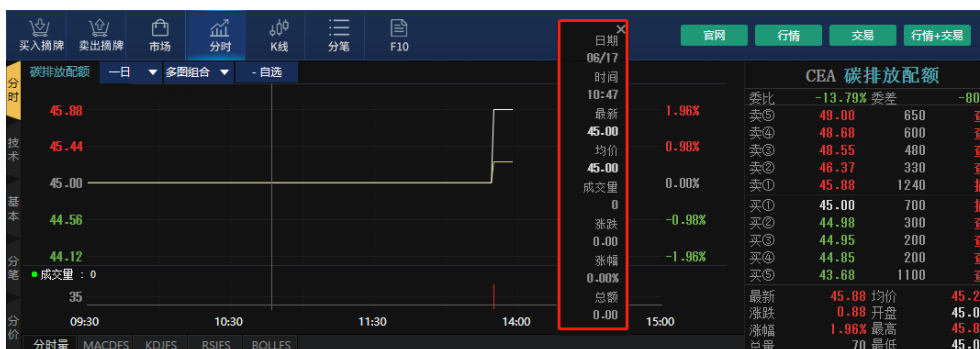 买入摘牌 卖出摘牌 市场 分时 K线 分笔 F10 官网 行情 交易 行情+交易
碳排放配额 一日 ▼ 多图组合 ▼ - 自选
分时
技术
基本
分笔
分价
45.88 1.96%
45.44 0.98%
45.00 0.00%
44.56 -0.98%
44.12 -1.96%
成交量 : 0
35
09:30 10:30 11:30 14:00 15:00
分时量 MACDFS KDJFS RSIFS BOLLFS
×
日期
06/17
时间
10:47
最新
45.00
均价
45.00
成交量
0
涨跌
0.00
涨幅
0.00%
总额
0.00
CEA 碳排放配额
委比 -13.79% 委差 -80
卖⑤ 49.00 650
卖④ 48.68 600
卖③ 48.55 480
卖② 46.37 330
卖① 45.88 1240
买① 45.00 700
买② 44.98 300
买③ 44.95 200
买④ 44.85 200
买⑤ 43.68 1100
最新 45.88 均价 45.2
涨跌 0.88 开盘 45.0
涨幅 1.96% 最高 45.8
总量 70 最低 45.0